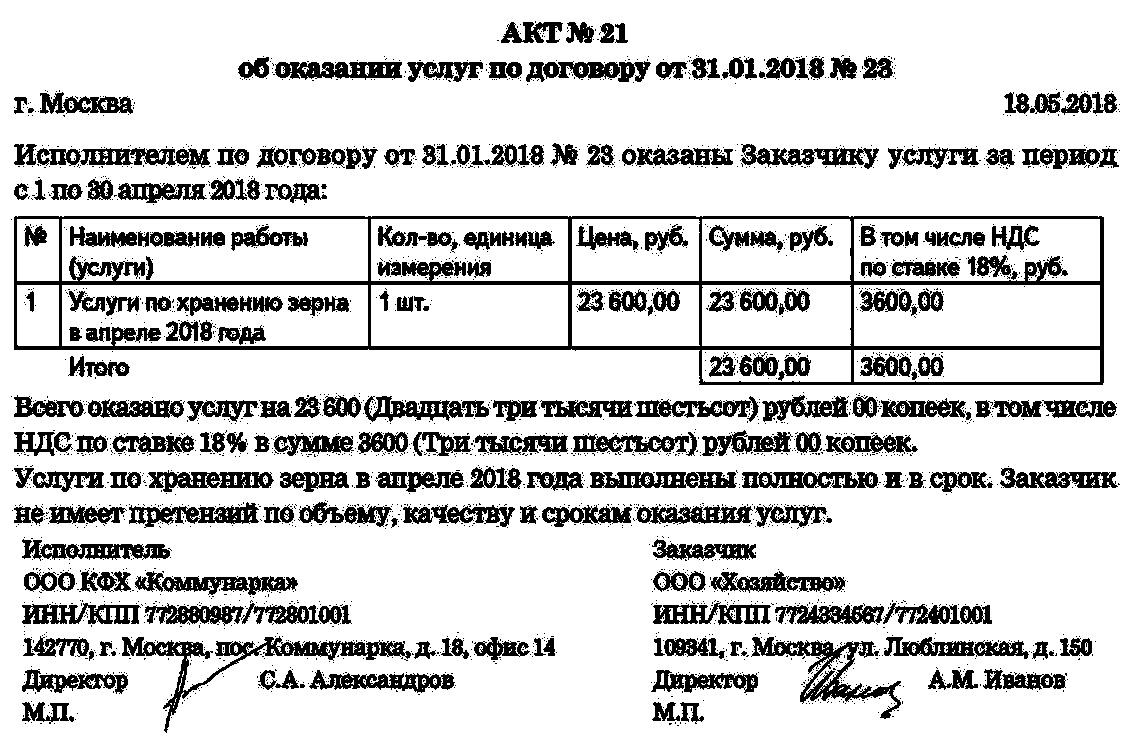 АКТ № 21
об оказании услуг по договору от 31.01.2018 № 23
г. Москва 18.05.2018
Исполнителем по договору от 31.01.2018 № 23 оказаны Заказчику услуги за период
с 1 по 30 апреля 2018 года:
№ Наименование работы (услуги) Кол-во, единица измерения Цена, руб. Сумма, руб. В том числе НДС по ставке 18%, руб.
1 Услуги по хранению зерна в апреле 2018 года 1 шт. 23 600,00 23 600,00 3600,00
Итого 23 600,00 3600,00
Всего оказано услуг на 23 600 (Двадцать три тысячи шестьсот) рублей 00 копеек, в том числе
НДС по ставке 18% в сумме 3600 (Три тысячи шестьсот) рублей 00 копеек.
Услуги по хранению зерна в апреле 2018 года выполнены полностью и в срок. Заказчик
не имеет претензий по объему, качеству и срокам оказания услуг.
Исполнитель Заказчик
ООО КФХ «Коммунарка» ООО «Хозяйство»
ИНН/КПП 772880987/772801001 ИНН/КПП 7724334567/772401001
142770, г. Москва, пос. Коммунарка, д. 18, офис 14 109341, г. Москва, ул. Люблинская, д. 150
Директор С.А. Александров Директор Иванов А.М. Иванов
М.П. М.П.